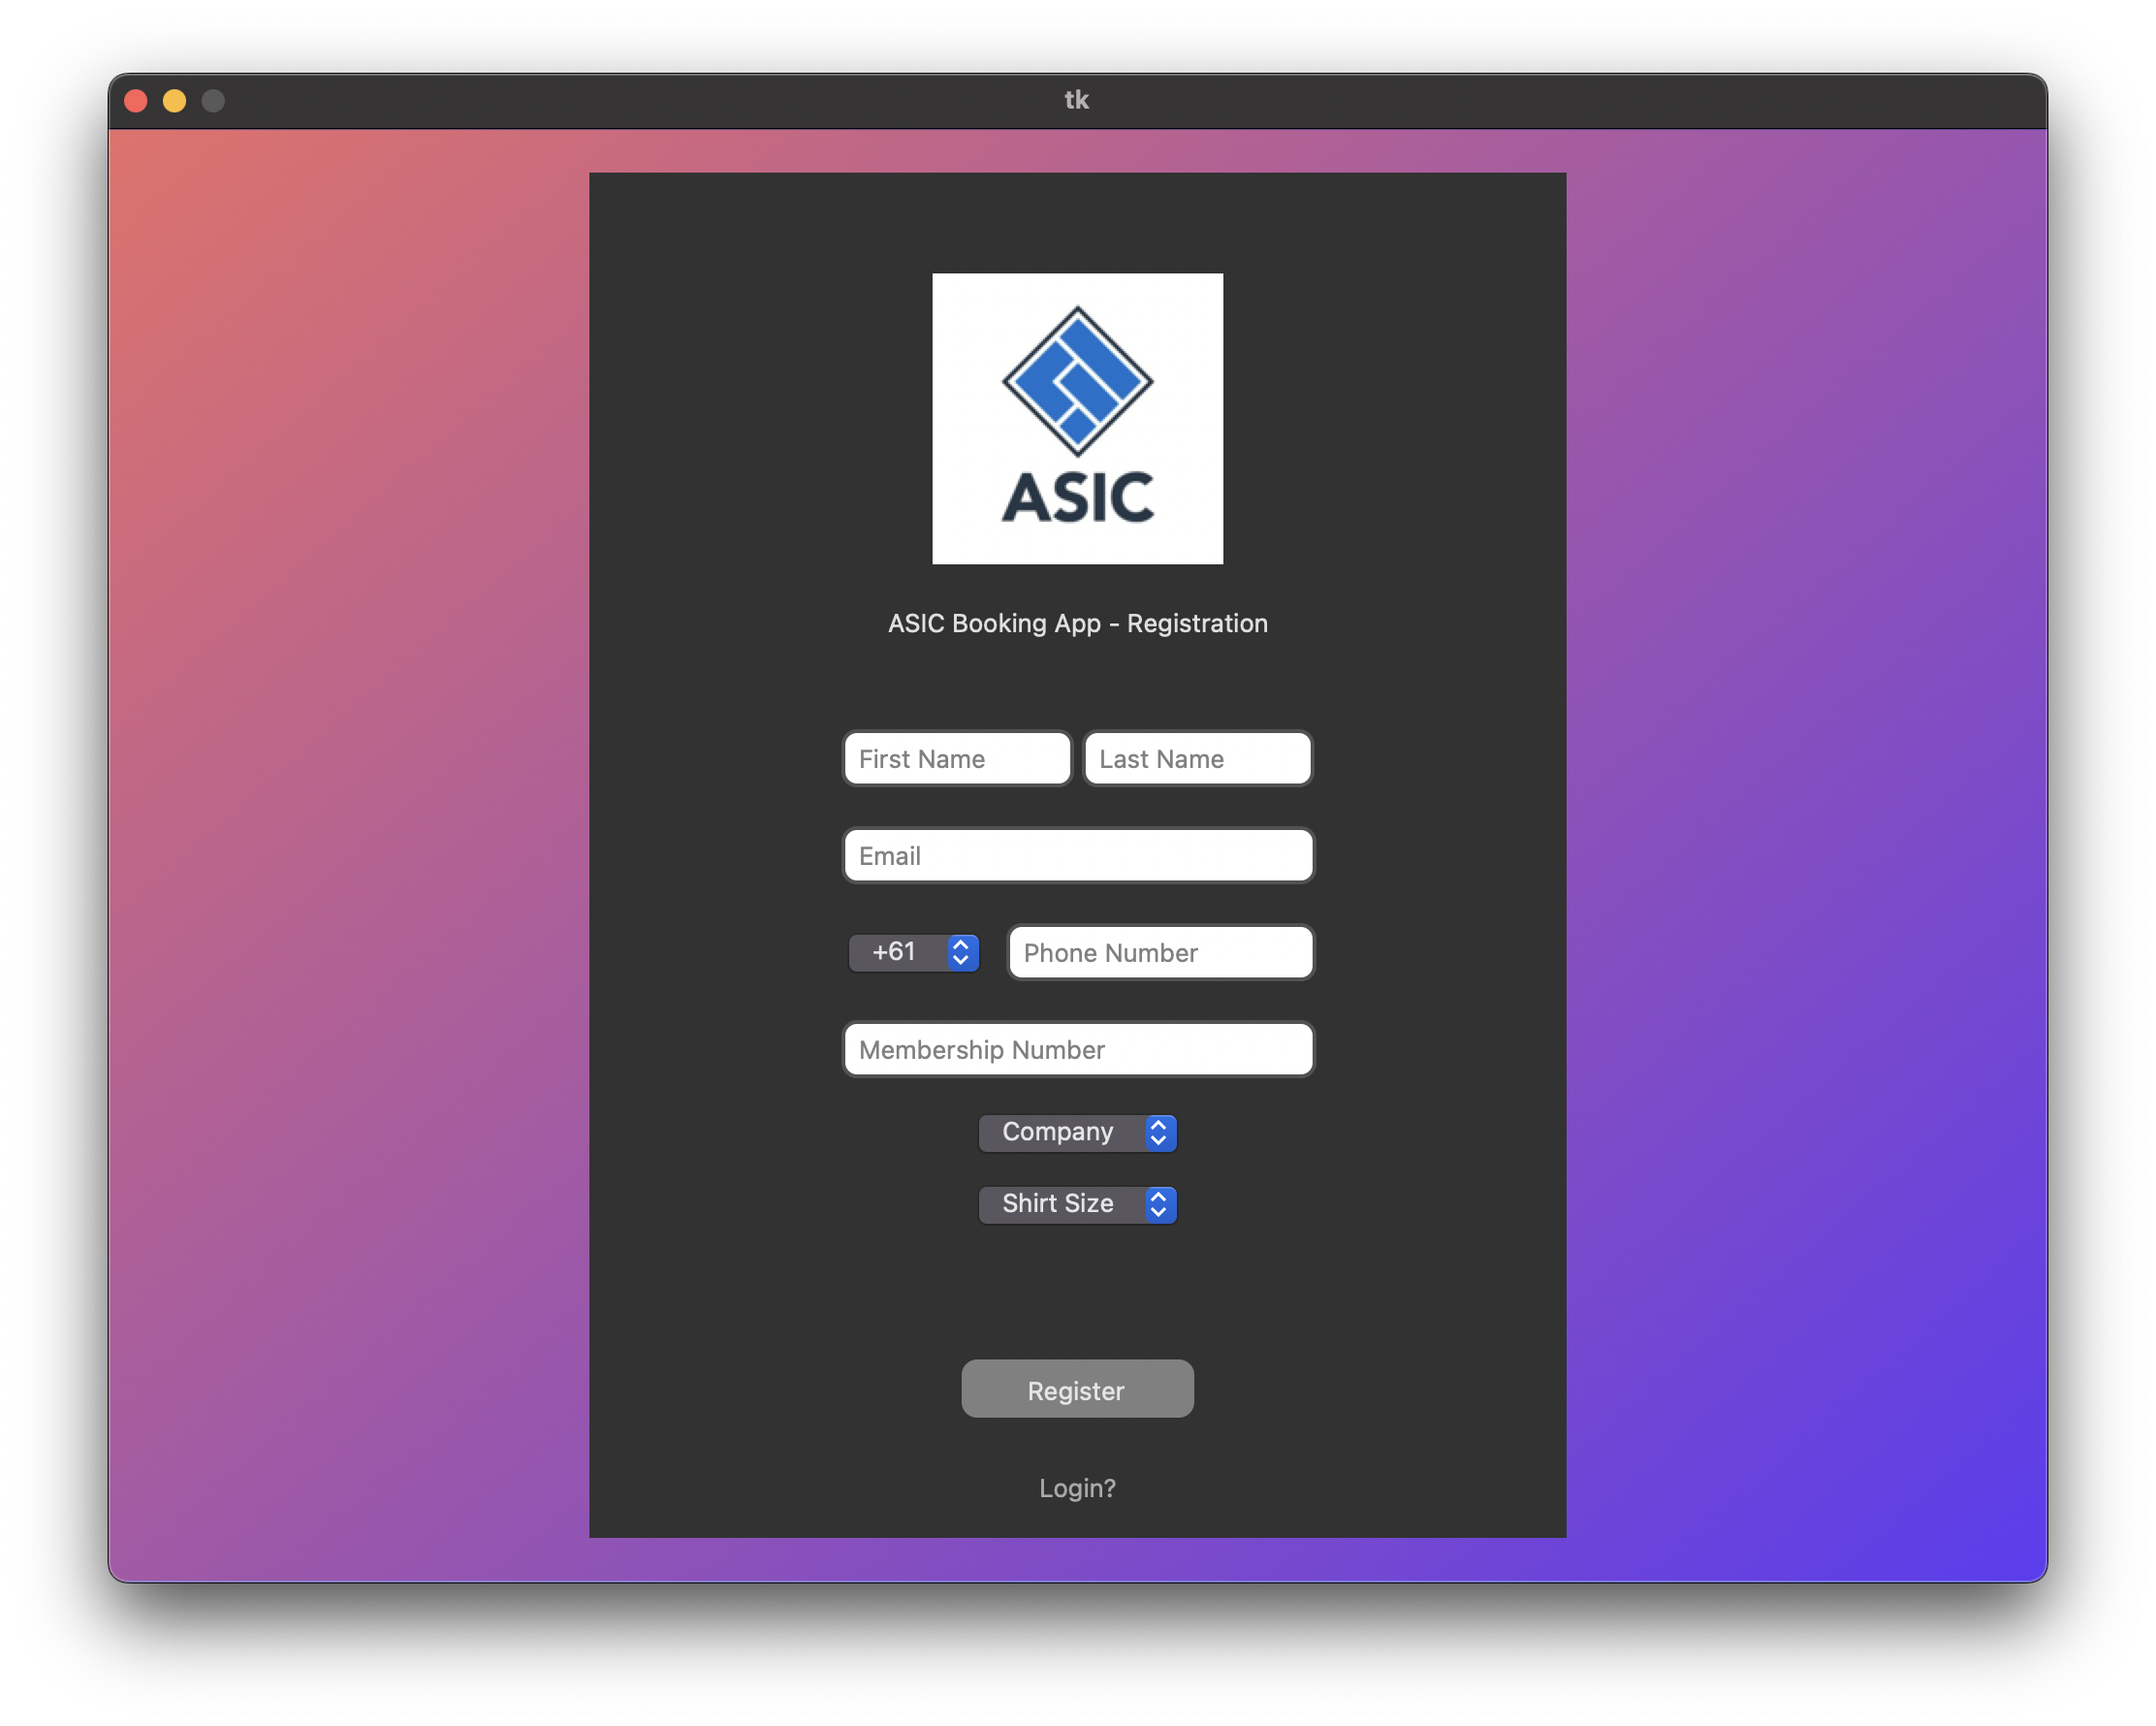 tk
ASIC
ASIC Booking App - Registration
First Name Last Name
Email
+61 Phone Number
Membership Number
Company
Shirt Size
Register
Login?